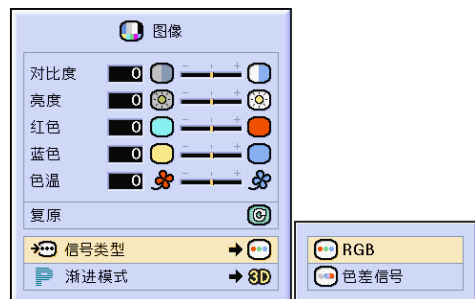 图像
对比度 0
亮度 0
红色 0
蓝色 0
色温 0
复原
信号类型
渐进模式 3D
RGB
色差信号